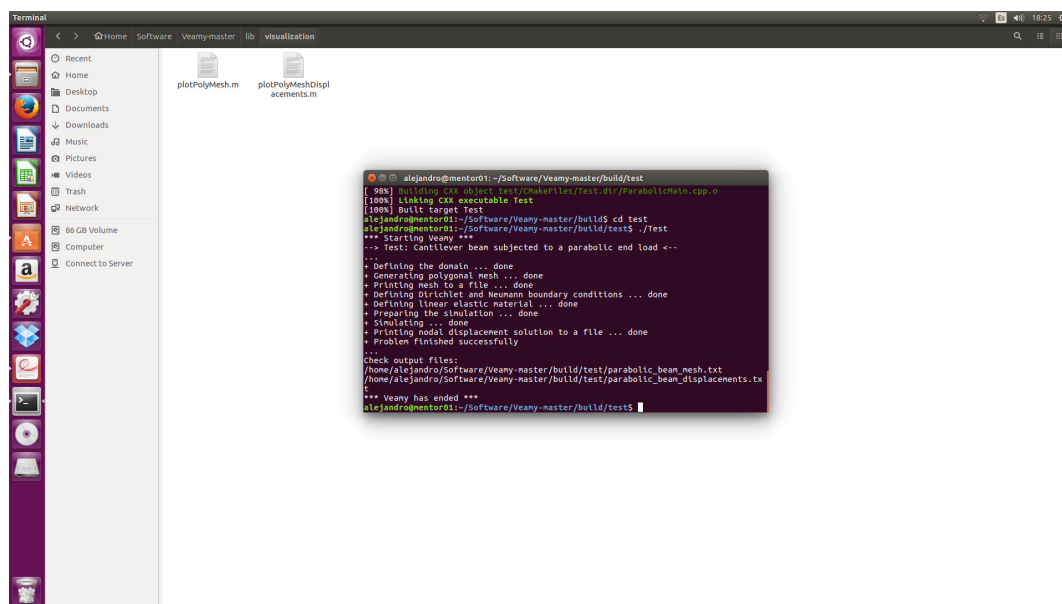 Terminal
Es
18:25
Home Software Veamy-master lib visualization
Recent
Home
Desktop
Documents
Downloads
Music
Pictures
Videos
Trash
Network
86 GB Volume
Computer
Connect to Server
plotPolyMesh.m
plotPolyMeshDispl
acements.m
alejandro@mentor01: ~/Software/Veamy-master/build/test
[ 98%] Building CXX object test/CMakeFiles/Test.dir/ParabolicMain.cpp.o
[100%] Linking CXX executable Test
[100%] Built target Test
alejandro@mentor01:~/Software/Veamy-master/build$ cd test
alejandro@mentor01:~/Software/Veamy-master/build/test$ ./Test
*** Starting Veamy ***
--> Test: Cantilever beam subjected to a parabolic end load <--
...
+ Defining the domain ... done
+ Generating polygonal mesh ... done
+ Printing mesh to a file ... done
+ Defining Dirichlet and Neumann boundary conditions ... done
+ Defining linear elastic material ... done
+ Preparing the simulation ... done
+ Simulating ... done
+ Printing nodal displacement solution to a file ... done
+ Problem finished successfully
...
Check output files:
/home/alejandro/Software/Veamy-master/build/test/parabolic_beam_mesh.txt
/home/alejandro/Software/Veamy-master/build/test/parabolic_beam_displacements.tx
t
*** Veamy has ended ***
alejandro@mentor01:~/Software/Veamy-master/build/test$